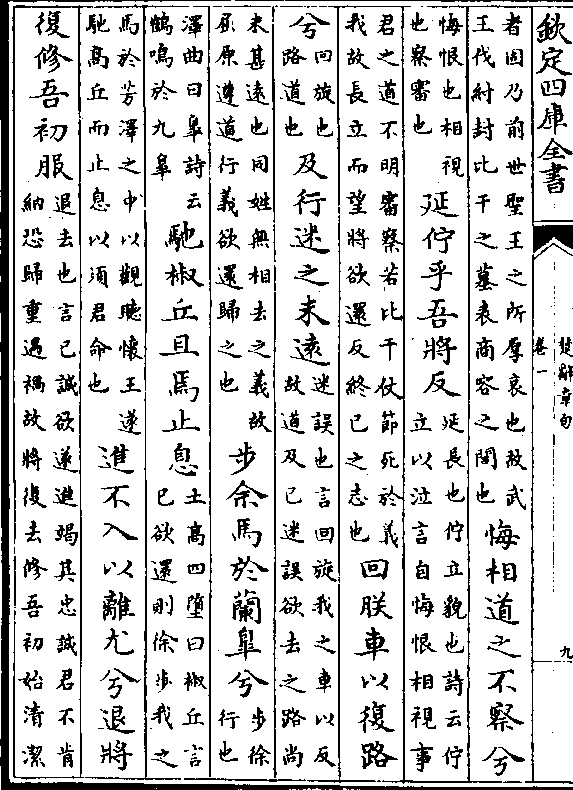 欽定四庫全書
楚辭章句
卷一
九
者固乃前世聖王之所厚哀也故武
王伐紂封比干之墓表商容之閭也
悔相道之不察兮
悔恨也相視
也察審也
延佇乎吾將反
延長也佇立貌也詩云佇
立以泣言自悔恨相視事
君之道不明審察若比干仗節死於義
我故長立而望將欲還反終已之志也
回朕車以復路
兮
回旋也
路道也
及行迷之未遠
迷誤也言回旋我之車以反
故道及已迷誤欲去之路尚
未甚遠也同姓無相去之義故
屈原遵道行義欲還歸之也
步余馬於蘭皐兮
步徐
行也
澤曲曰皐詩云
鶴鳴於九皐
馳椒丘且焉止息
土高四墮曰椒丘言
已欲還則徐步我之
馬於芳澤之中以觀聽懷王遂
馳高丘而止息以須君命也
進不入以離尤兮退將
復修吾初服
退去也言已誠欲遂進竭其忠誠君不肯
納恐歸重遇禍故將復去修吾初始清潔